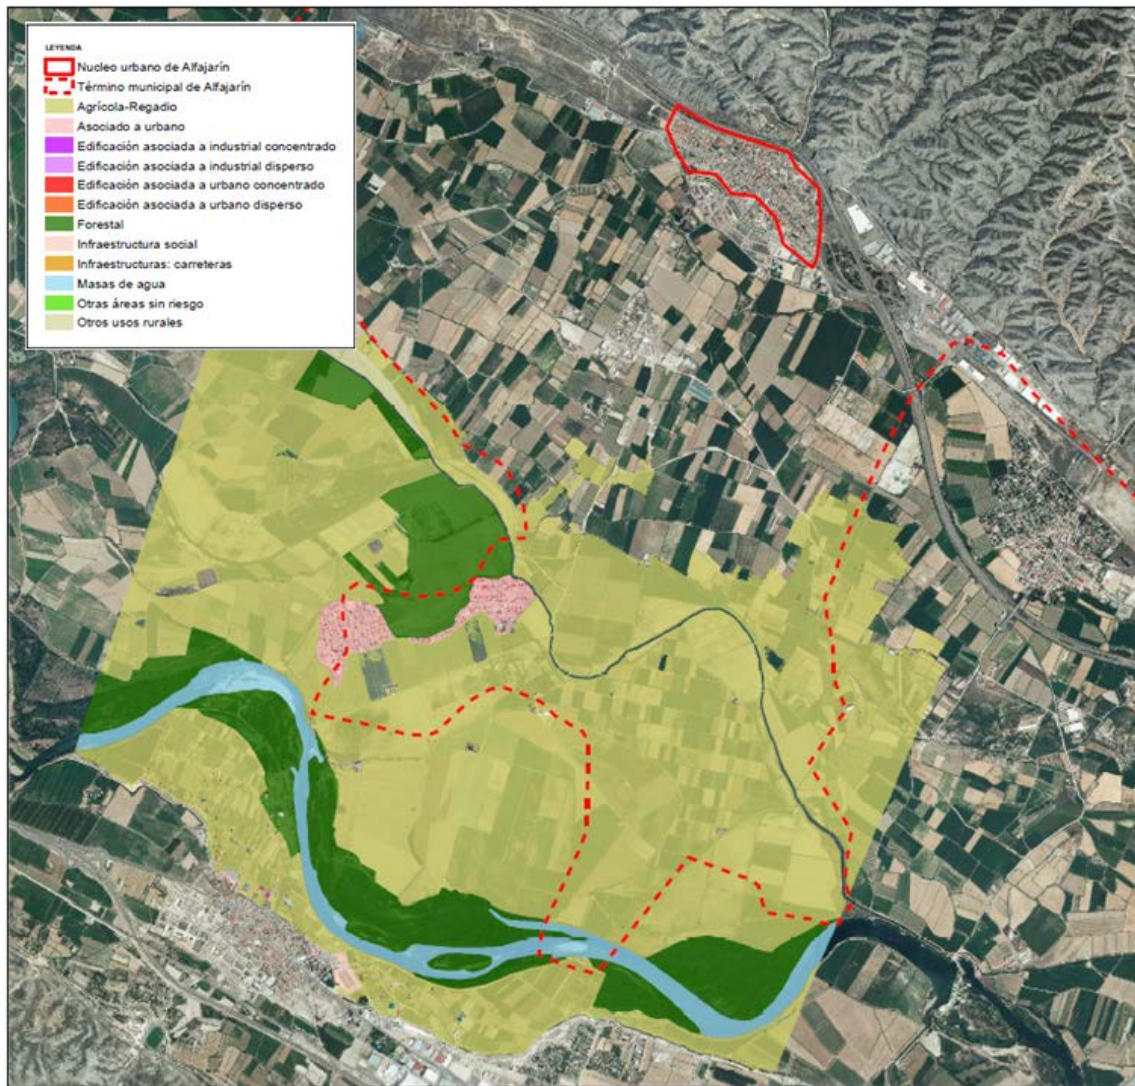 LEYENDA
Nucleo urbano de Alfajarín
Término municipal de Alfajarín
Agrícola-Regadio
Asociado a urbano
Edificación asociada a industrial concentrado
Edificación asociada a industrial disperso
Edificación asociada a urbano concentrado
Edificación asociada a urbano disperso
Forestal
Infraestructura social
Infraestructuras: carreteras
Masas de agua
Otras áreas sin riesgo
Otros usos rurales